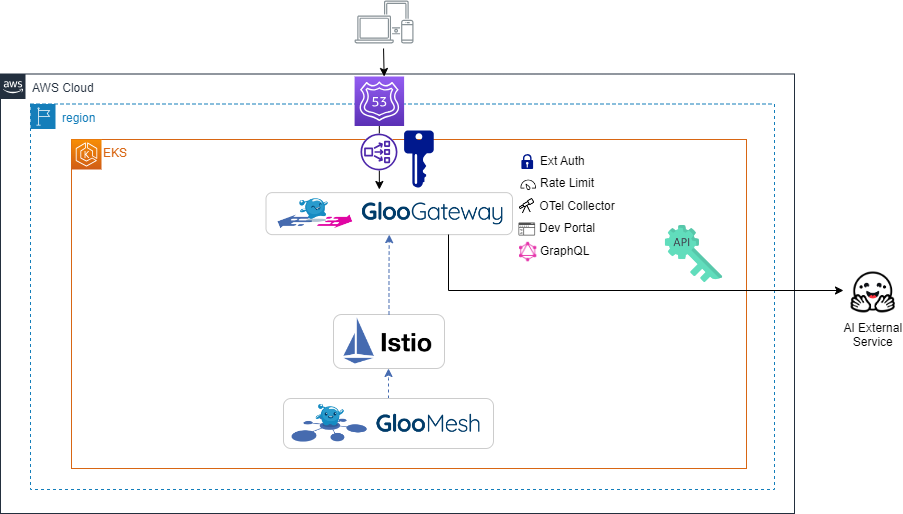 aws
AWS Cloud
region
53
EKS
K
GlooGateway
Ext Auth
Rate Limit
OTel Collector
Dev Portal
GraphQL
API
AI External
Service
Istio
GlooMesh